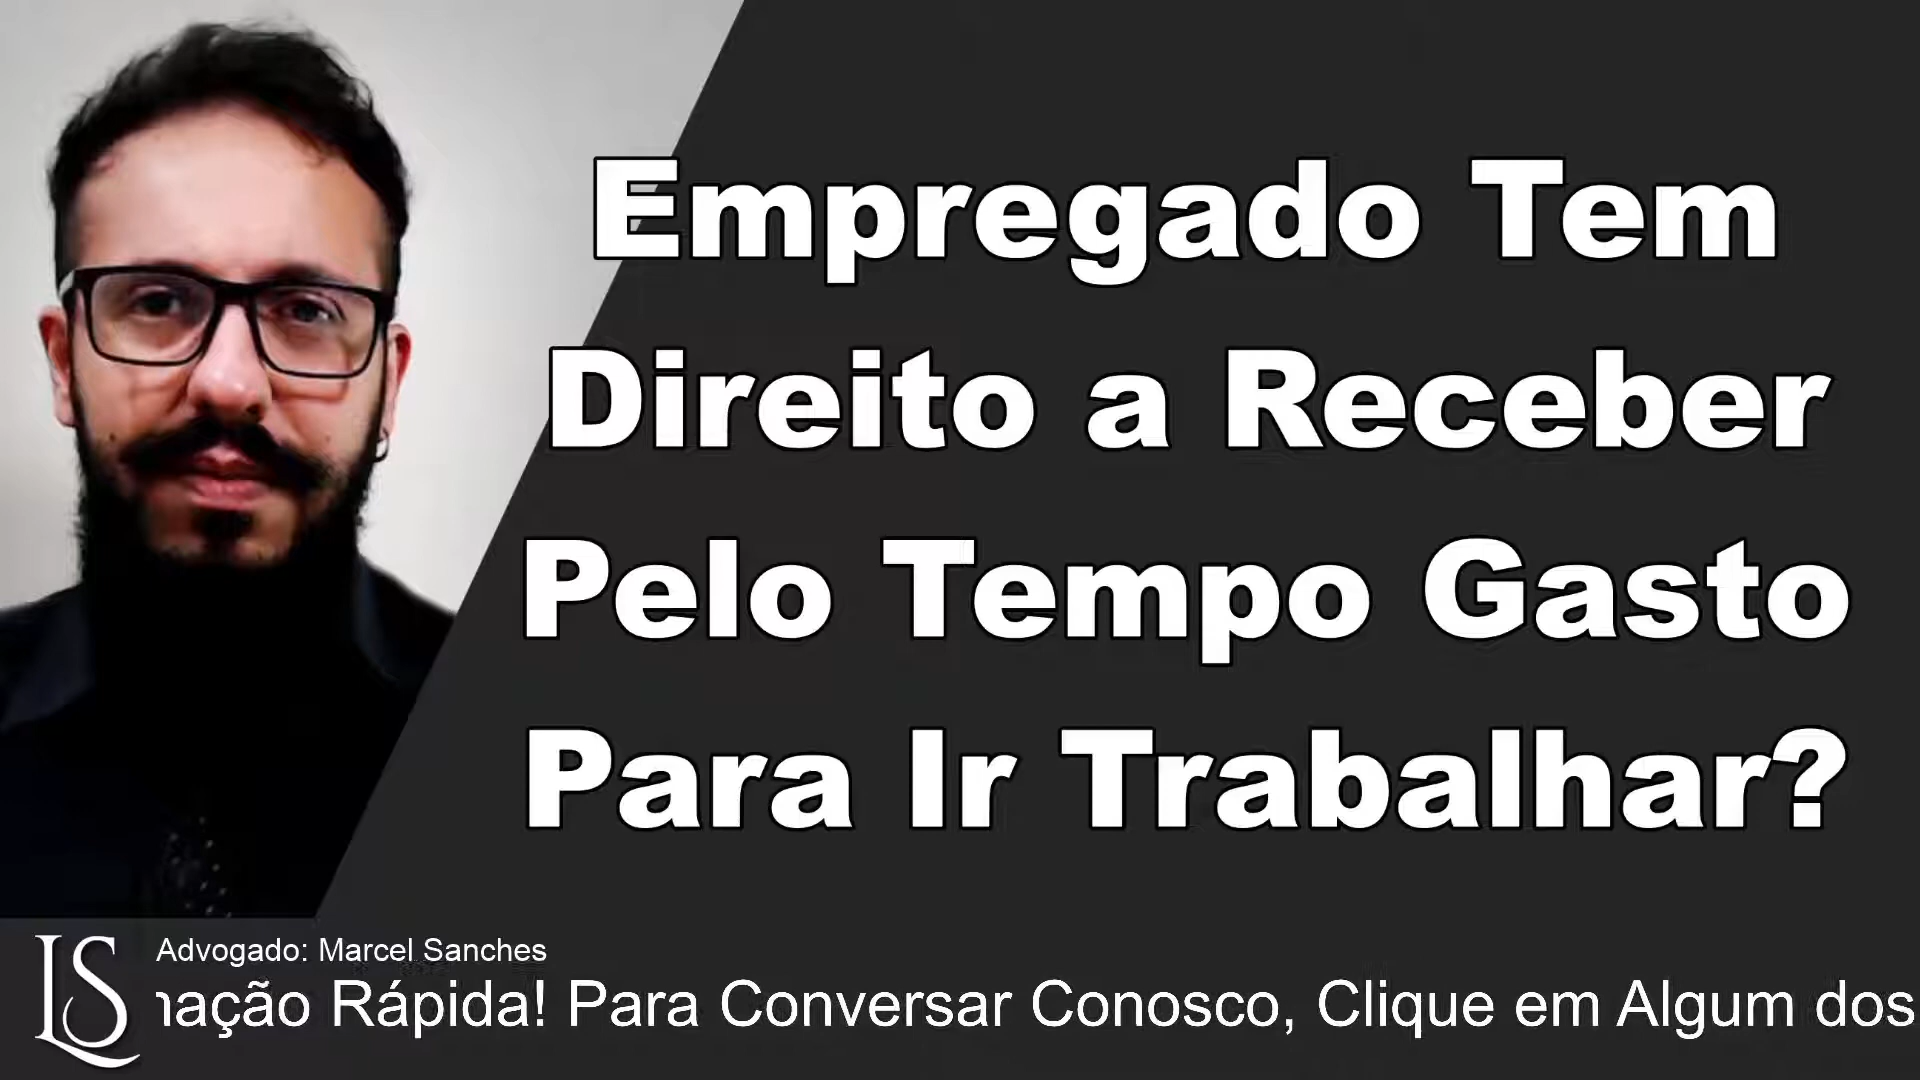 Empregado Tem
Direito a Receber
Pelo Tempo Gasto
Para Ir Trabalhar?
LS
Advogado: Marcel Sanches
Rápida! Para Conversar Conosco, Clique em Algum dos